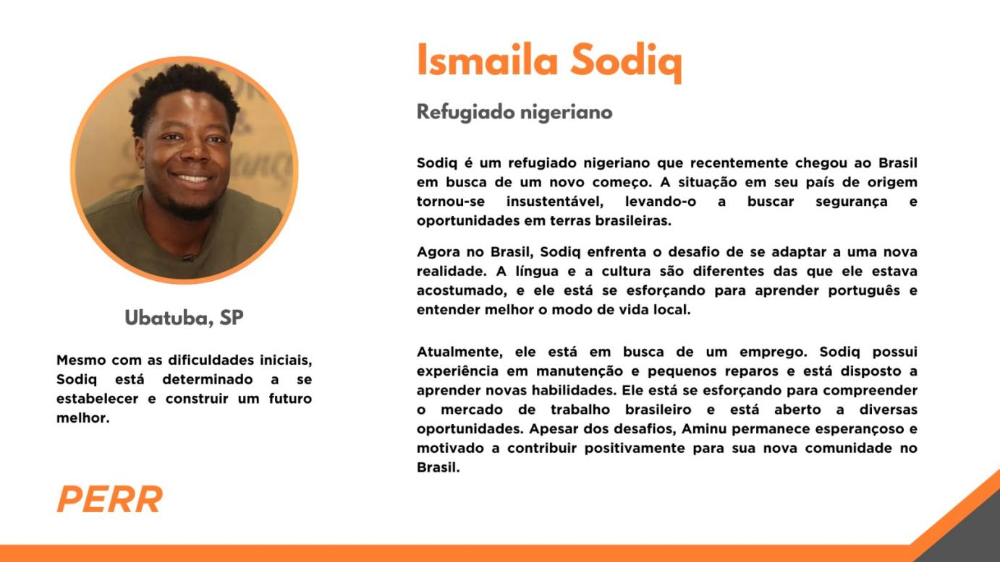 Ismaila Sodiq
Refugiado nigeriano
Sodiq é um refugiado nigeriano que recentemente chegou ao Brasil
em busca de um novo começo. A situação em seu país de origem
tornou-se insustentável, levando-o a buscar segurança e
oportunidades em terras brasileiras.
Agora no Brasil, Sodiq enfrenta o desafio de se adaptar a uma nova
realidade. A língua e a cultura são diferentes das que ele estava
acostumado, e ele está se esforçando para aprender português e
entender melhor o modo de vida local.
Atualmente, ele está em busca de um emprego. Sodiq possui
experiência em manutenção e pequenos reparos e está disposto a
aprender novas habilidades. Ele está se esforçando para compreender
o mercado de trabalho brasileiro e está aberto a diversas
oportunidades. Apesar dos desafios, Aminu permanece esperançoso e
motivado a contribuir positivamente para sua nova comunidade no
Brasil.
Ubatuba, SP
Mesmo com as dificuldades iniciais,
Sodiq está determinado a se
estabelecer e construir um futuro
melhor.
PERR